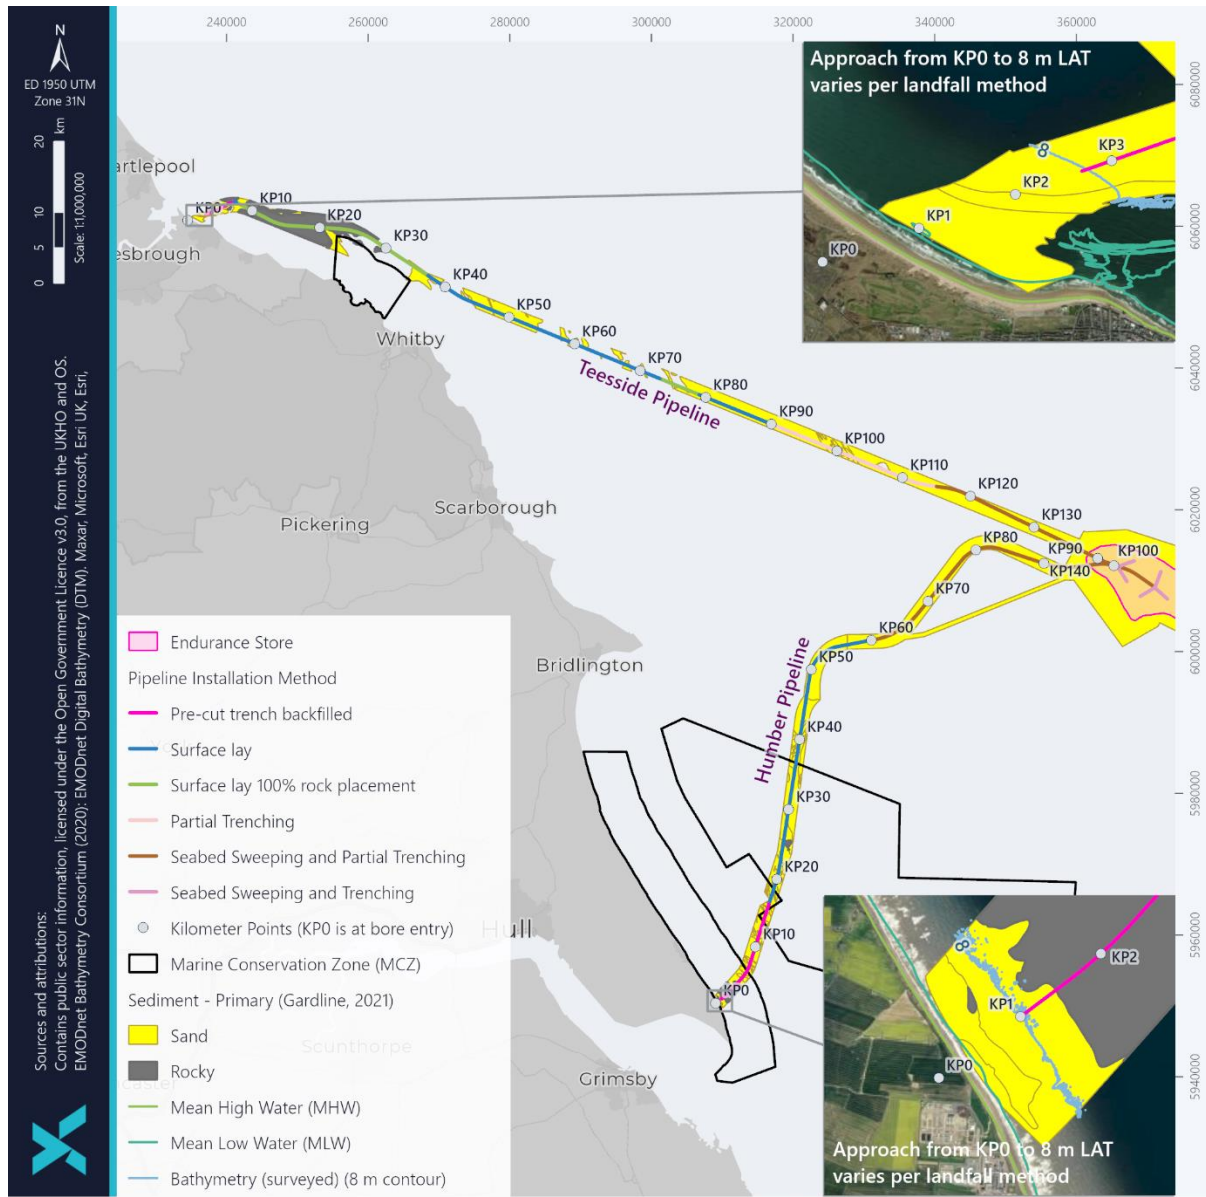 240000
260000
280000
300000
320000
340000
360000
N
ED 1950 UTM
Zone 31N
km
20
10
5
0
Scale: 1:1,000,000
Sources and attributions:
Contains public sector information, licensed under the Open Government Licence v3.0, from the UKHO and OS.
EMODnet Bathymetry Consortium (2020): EMODnet Digital Bathymetry (DTM). Maxar, Microsoft, Esri UK, Esri,
6080000
6060000
6040000
6020000
6000000
5980000
5960000
5940000
Approach from KP0 to 8 m LAT
varies per landfall method
8
KP3
KP2
KP1
KP0
artlepool
esbrough
KP0
KP10
KP20
KP30
KP40
KP50
KP60
KP70
KP80
KP90
KP100
KP110
KP120
KP130
KP140
Teesside Pipeline
Whitby
Scarborough
Pickering
Bridlington
Hull
Scunthorpe
Grimsby
KP100
KP90
KP80
KP70
KP60
KP50
KP40
KP30
KP20
KP10
KP0
Humber Pipeline
Endurance Store
Pipeline Installation Method
Pre-cut trench backfilled
Surface lay
Surface lay 100% rock placement
Partial Trenching
Seabed Sweeping and Partial Trenching
Seabed Sweeping and Trenching
Kilometer Points (KP0 is at bore entry)
Marine Conservation Zone (MCZ)
Sediment - Primary (Gardline, 2021)
Sand
Rocky
Mean High Water (MHW)
Mean Low Water (MLW)
Bathymetry (surveyed) (8 m contour)
8
KP2
KP1
KP0
Approach from KP0 to 8 m LAT
varies per landfall method